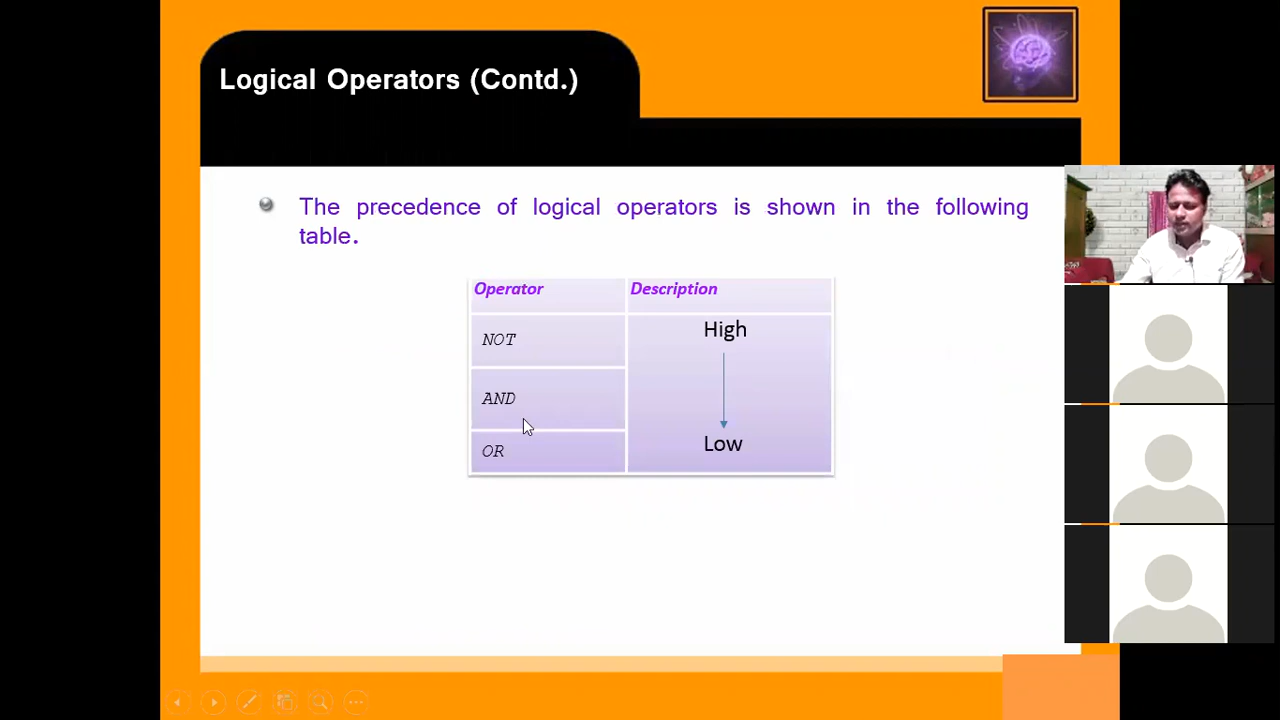 Logical Operators (Contd.)
The precedence of logical operators is shown in the following
table.
Operator Description
NOT
High
AND
OR
Low